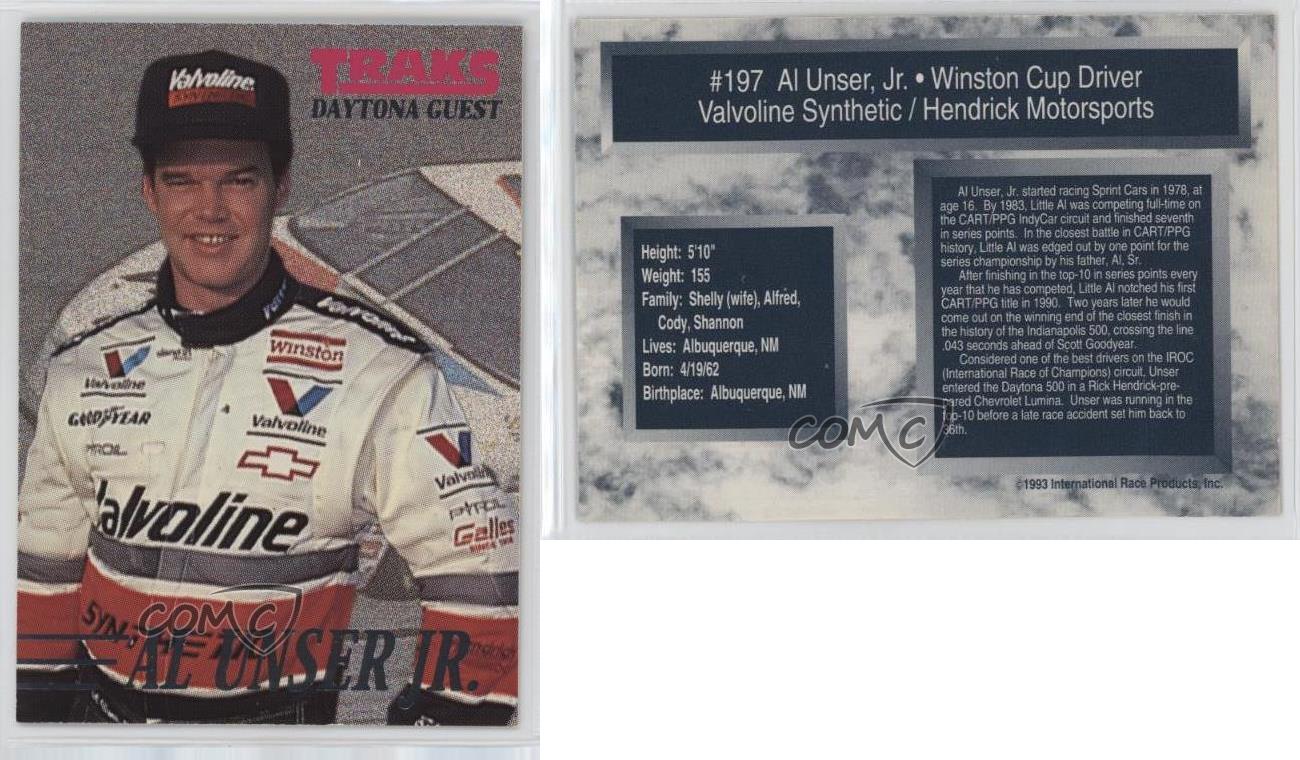 Valvoline
SYNTHETIC
TRAKS
DAYTONA GUEST
Valvoline
Winston
Valvoline
GOODYEAR
Valvoline
Valvoline
PTROIL
Galles
Valvoline
SYNTHETIC
COMC
AL UNSER JR.
#197 Al Unser, Jr. • Winston Cup Driver
Valvoline Synthetic / Hendrick Motorsports
Height: 5'10"
Weight: 155
Family: Shelly (wife), Alfred,
Cody, Shannon
Lives: Albuquerque, NM
Born: 4/19/62
Birthplace: Albuquerque, NM
Al Unser, Jr. started racing Sprint Cars in 1978, at
age 16. By 1983, Little Al was competing full-time on
the CART/PPG IndyCar circuit and finished seventh
in series points. In the closest battle in CART/PPG
history, Little Al was edged out by one point for the
series championship by his father, Al, Sr.
After finishing in the top-10 in series points every
year that he has competed, Little Al notched his first
CART/PPG title in 1990. Two years later he would
come out on the winning end of the closest finish in
the history of the Indianapolis 500, crossing the line
.043 seconds ahead of Scott Goodyear.
Considered one of the best drivers on the IROC
(International Race of Champions) circuit, Unser
entered the Daytona 500 in a Rick Hendrick-pre-
pared Chevrolet Lumina. Unser was running in the
top-10 before a late race accident set him back to
36th.
COMC
©1993 International Race Products, Inc.